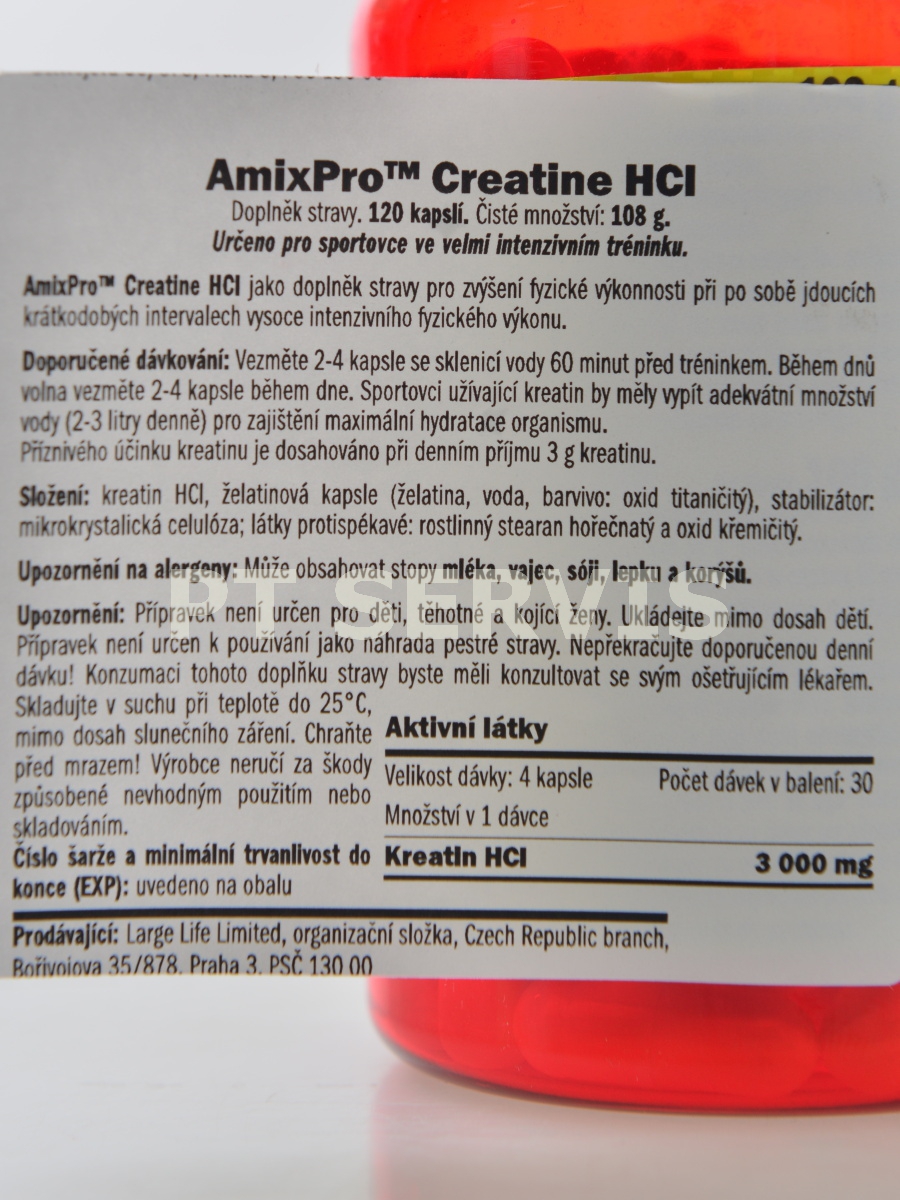 AmixPro™ Creatine HCl
Doplněk stravy. 120 kapslí. Čisté množství: 108 g.
Určeno pro sportovce ve velmi intenzivním tréninku.
AmixPro™ Creatine HCl jako doplněk stravy pro zvýšení fyzické výkonnosti při po sobě jdoucích
krátkodobých intervalech vysoce intenzivního fyzického výkonu.
Doporučené dávkování: Vezměte 2-4 kapsle se sklenicí vody 60 minut před tréninkem. Během dnů
volna vezměte 2-4 kapsle během dne. Sportovci užívající kreatin by měly vypít adekvátní množství
vody (2-3 litry denně) pro zajištění maximální hydratace organismu.
Příznivého účinku kreatinu je dosahováno při denním příjmu 3 g kreatinu.
Složení: kreatin HCl, želatinová kapsle (želatina, voda, barvivo: oxid titaničitý), stabilizátor:
mikrokrystalická celulóza; látky protispékavé: rostlinný stearan hořečnatý a oxid křemičitý.
Upozornění na alergeny: Může obsahovat stopy mléka, vajec, sóji, lepku a korýšů.
PT SERVIS
Upozornění: Přípravek není určen pro děti, těhotné a kojící ženy. Ukládejte mimo dosah dětí.
Přípravek není určen k používání jako náhrada pestré stravy. Nepřekračujte doporučenou denní
dávku! Konzumaci tohoto doplňku stravy byste měli konzultovat se svým ošetřujícím lékařem.
Skladujte v suchu při teplotě do 25°C,
mimo dosah slunečního záření. Chraňte
před mrazem! Výrobce neručí za škody
způsobené nevhodným použitím nebo
skladováním.
Číslo šarže a minimální trvanlivost do
konce (EXP): uvedeno na obalu
Aktivní látky
Velikost dávky: 4 kapsle Počet dávek v balení: 30
Množství v 1 dávce
Kreatin HCl 3 000 mg
Prodávající: Large Life Limited, organizační složka, Czech Republic branch,
Bořivojova 35/878, Praha 3, PSČ 130 00